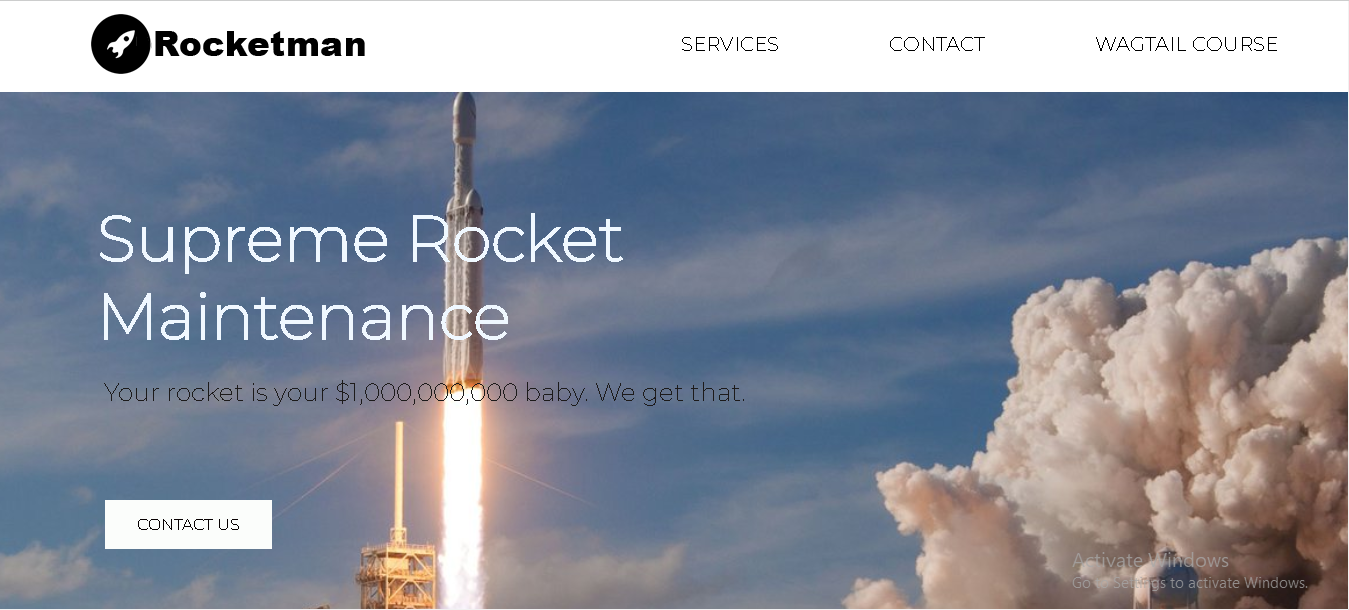 Rocketman
SERVICES
CONTACT
WAGTAIL COURSE
Supreme Rocket
Maintenance
Your rocket is your $1,000,000,000 baby. We get that.
CONTACT US
Activate Windows
Go to Settings to activate Windows.